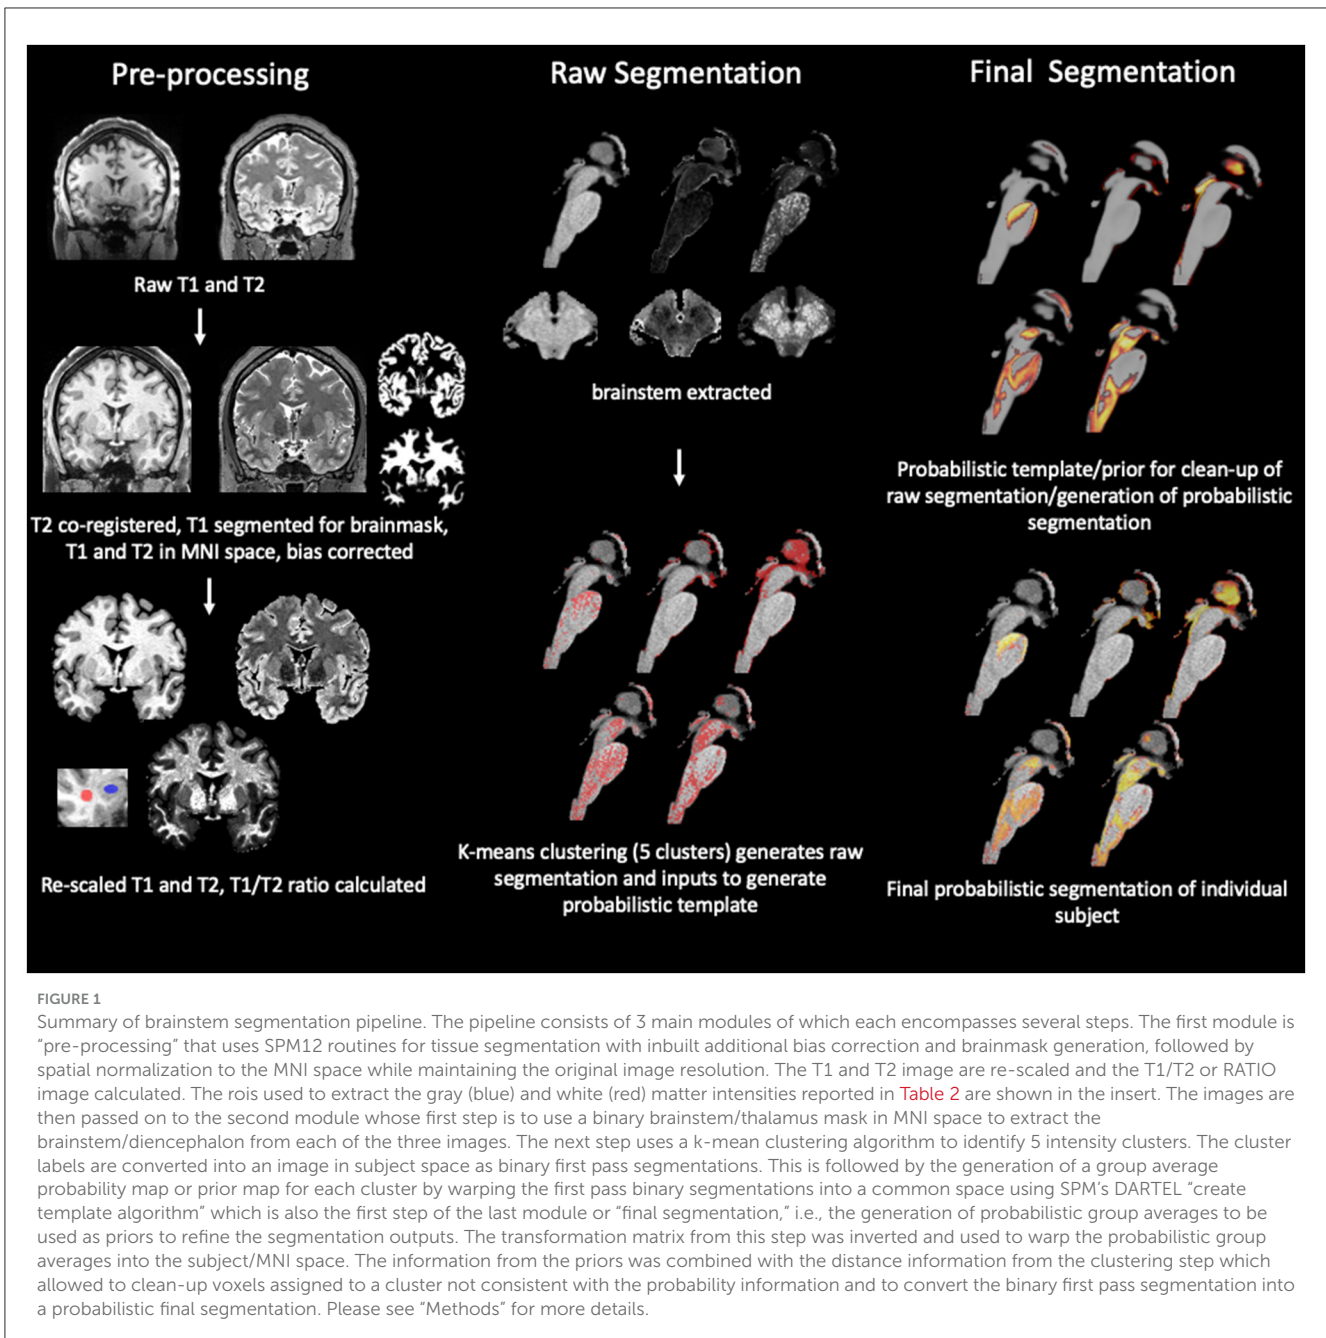 Pre-processing
Raw T1 and T2
T2 co-registered, T1 segmented for brainmask,
T1 and T2 in MNI space, bias corrected
Re-scaled T1 and T2, T1/T2 ratio calculated
Raw Segmentation
brainstem extracted
K-means clustering (5 clusters) generates raw
segmentation and inputs to generate
probabilistic template
Final Segmentation
Probabilistic template/prior for clean-up of
raw segmentation/generation of probabilistic
segmentation
Final probabilistic segmentation of individual
subject
FIGURE 1
Summary of brainstem segmentation pipeline. The pipeline consists of 3 main modules of which each encompasses several steps. The first module is
"pre-processing" that uses SPM12 routines for tissue segmentation with inbuilt additional bias correction and brainmask generation, followed by
spatial normalization to the MNI space while maintaining the original image resolution. The T1 and T2 image are re-scaled and the T1/T2 or RATIO
image calculated. The rois used to extract the gray (blue) and white (red) matter intensities reported in Table 2 are shown in the insert. The images are
then passed on to the second module whose first step is to use a binary brainstem/thalamus mask in MNI space to extract the
brainstem/diencephalon from each of the three images. The next step uses a k-mean clustering algorithm to identify 5 intensity clusters. The cluster
labels are converted into an image in subject space as binary first pass segmentations. This is followed by the generation of a group average
probability map or prior map for each cluster by warping the first pass binary segmentations into a common space using SPM's DARTEL "create
template algorithm" which is also the first step of the last module or "final segmentation," i.e., the generation of probabilistic group averages to be
used as priors to refine the segmentation outputs. The transformation matrix from this step was inverted and used to warp the probabilistic group
averages into the subject/MNI space. The information from the priors was combined with the distance information from the clustering step which
allowed to clean-up voxels assigned to a cluster not consistent with the probability information and to convert the binary first pass segmentation into
a probabilistic final segmentation. Please see "Methods" for more details.